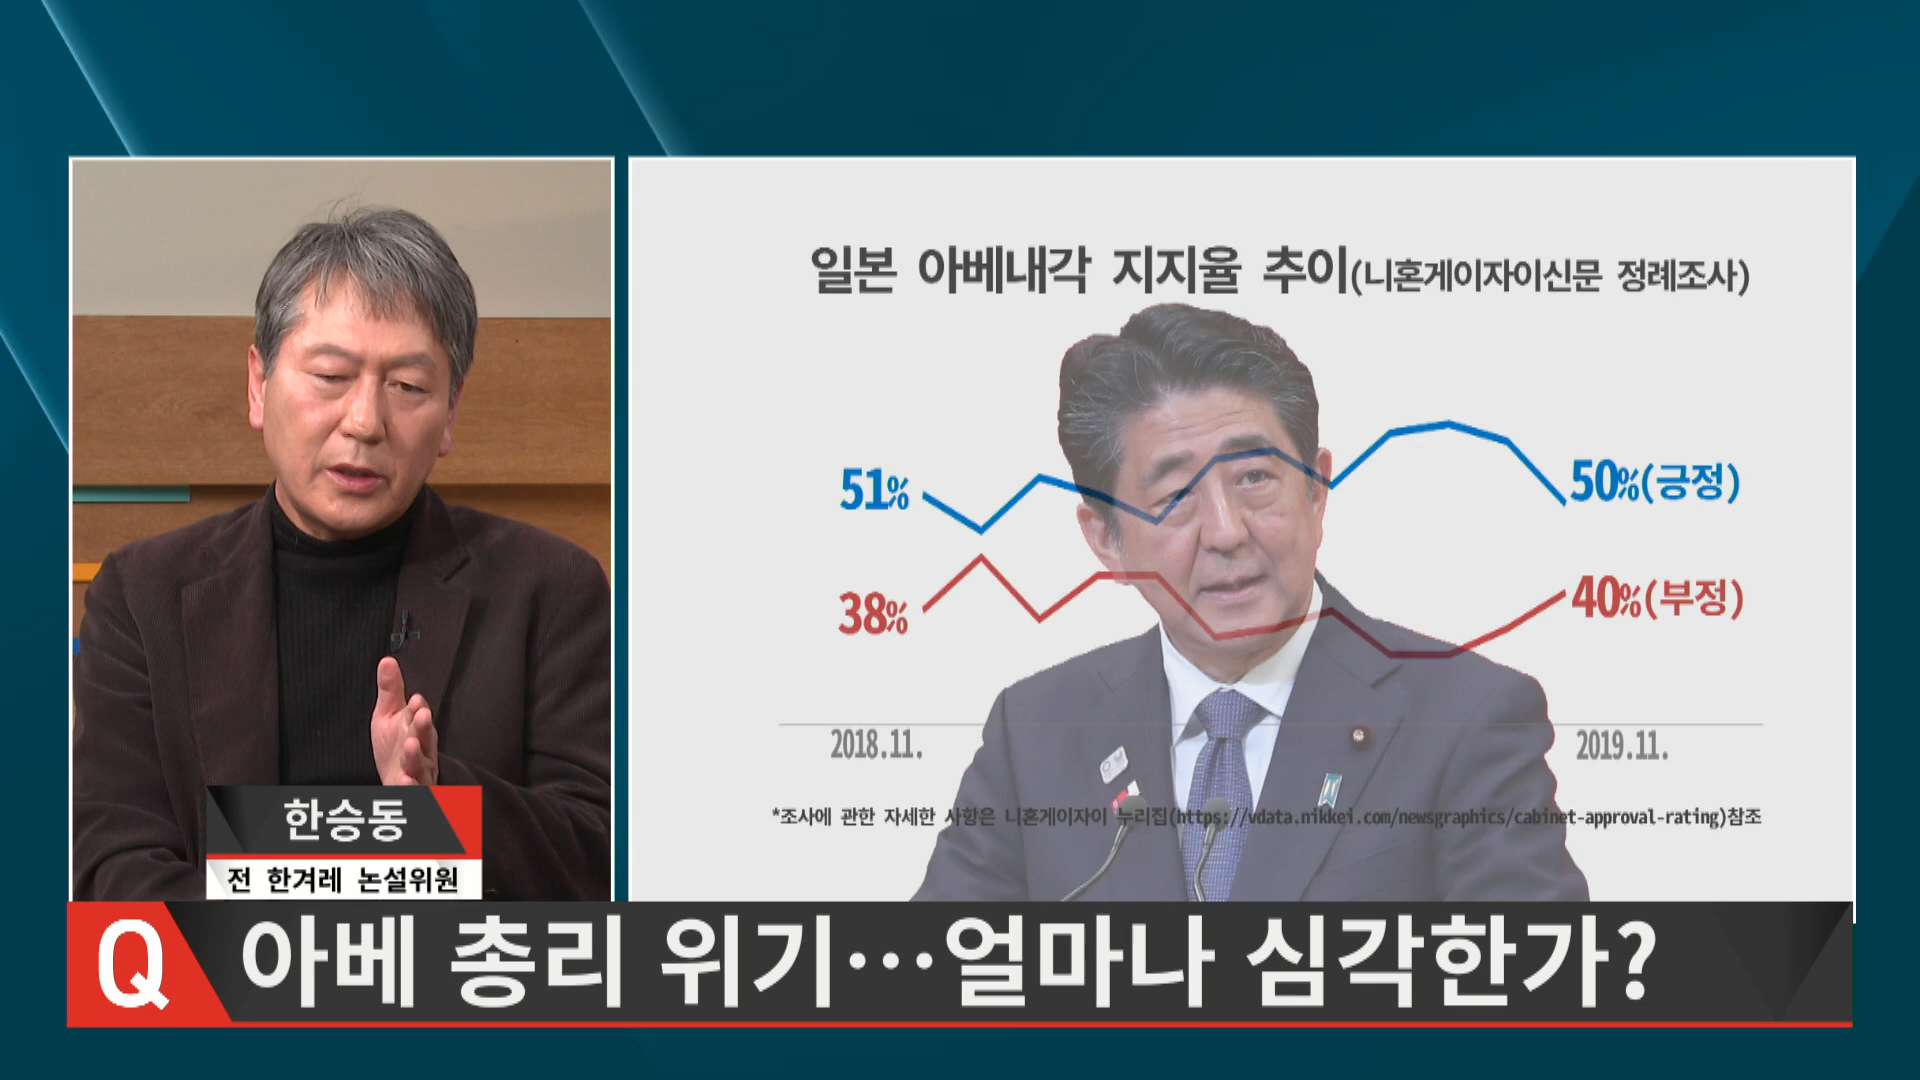 일본 아베내각 지지율 추이(니혼게이자이신문 정례조사)
51%
50%(긍정)
38%
40%(부정)
2018.11.
2019.11.
*조사에 관한 자세한 사항은 니혼게이자이 누리집(https://vdata.nikkei.com/newsgraphics/cabinet-approval-rating)참조
한승동
전 한겨레 논설위원
Q 아베 총리 위기…얼마나 심각한가?